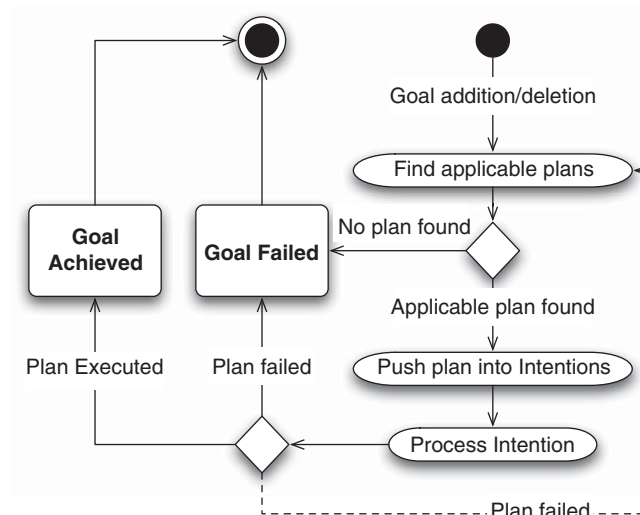 Goal addition/deletion
Find applicable plans
No plan found
Goal
Achieved
Goal Failed
Applicable plan found
Plan Executed
Plan failed
Push plan into Intentions
Process Intention
Plan failed